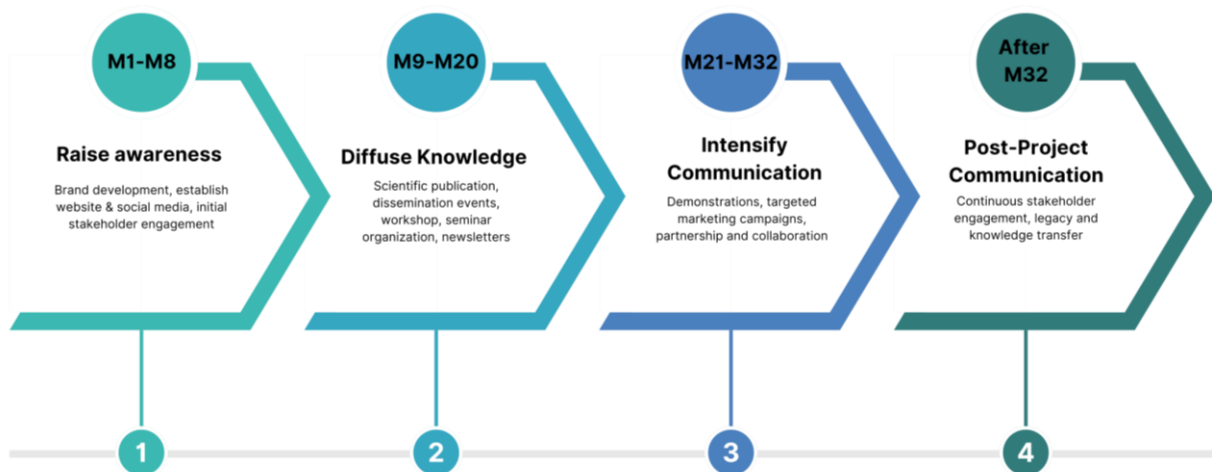 M1-M8
Raise awareness
Brand development, establish
website & social media, initial
stakeholder engagement
1
M9-M20
Diffuse Knowledge
Scientific publication,
dissemination events,
workshop, seminar
organization, newsletters
2
M21-M32
Intensify
Communication
Demonstrations, targeted
marketing campaigns,
partnership and collaboration
3
After
M32
Post-Project
Communication
Continuous stakeholder
engagement, legacy and
knowledge transfer
4